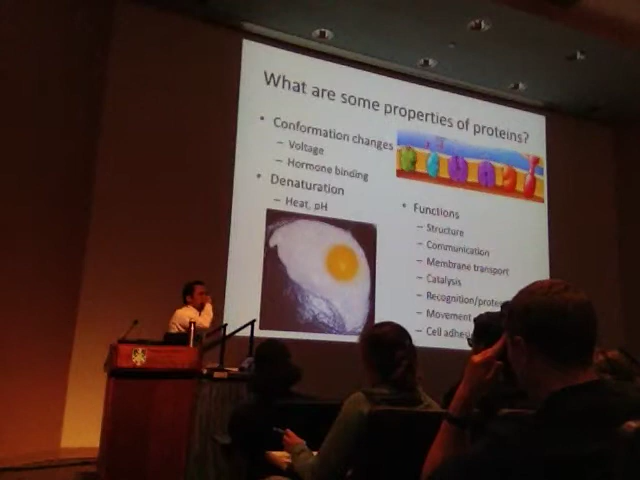 What are some properties of proteins?
• Conformation changes
– Voltage
– Hormone binding
• Denaturation
– Heat, pH
• Functions
– Structure
– Communication
– Membrane transport
– Catalysis
– Movement
– Cell